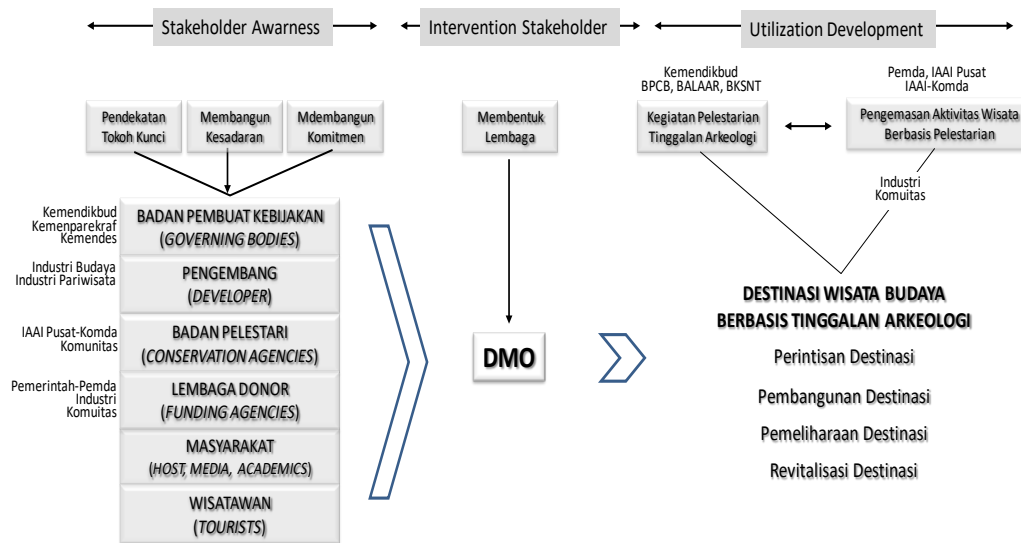 Stakeholder Awarness
Intervention Stakeholder
Utilization Development
Pendekatan
Tokoh Kunci
Membangun
Kesadaran
Mdembangun
Komitmen
Kemendikbud
Kemenparekraf
Kemendes
BADAN PEMBUAT KEBIJAKAN
(GOVERNING BODIES)
Industri Budaya
Industri Pariwisata
PENGEMBANG
(DEVELOPER)
IAAI Pusat-Komda
Komunitas
BADAN PELESTARI
(CONSERVATION AGENCIES)
Pemerintah-Pemda
Industri
Komuitas
LEMBAGA DONOR
(FUNDING AGENCIES)
MASYARAKAT
(HOST, MEDIA, ACADEMICS)
WISATAWAN
(TOURISTS)
Membentuk
Lembaga
DMO
Kemendikbud
BPCB, BALAAR, BKSNT
Kegiatan Pelestarian
Tinggalan Arkeologi
Pemda, IAAI Pusat
IAAI-Komda
Pengemasan Aktivitas Wisata
Berbasis Pelestarian
Industri
Komuitas
DESTINASI WISATA BUDAYA
BERBASIS TINGGALAN ARKEOLOGI
Perintisan Destinasi
Pembangunan Destinasi
Pemeliharaan Destinasi
Revitalisasi Destinasi